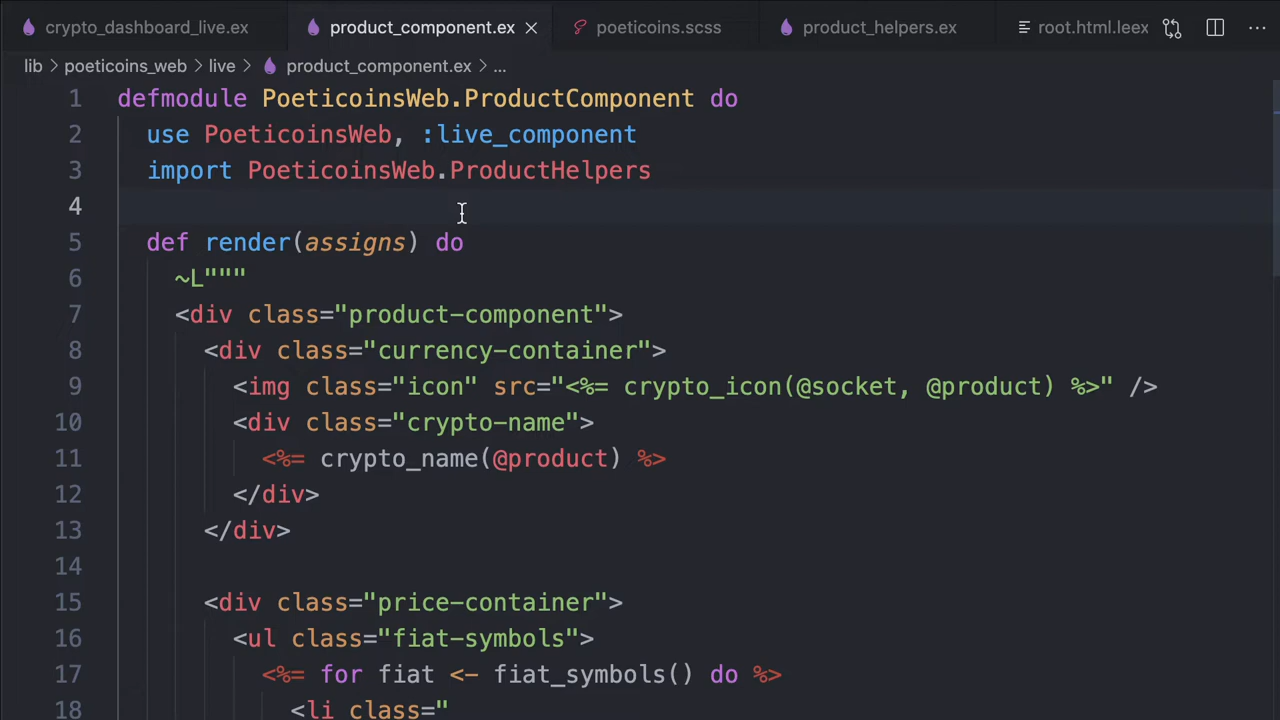 crypto_dashboard_live.ex product_component.ex poeticoins.scss product_helpers.ex root.html.leex
lib > poeticoins_web > live > product_component.ex > ...
1 defmodule PoeticoinsWeb.ProductComponent do
2 use PoeticoinsWeb, :live_component
3 import PoeticoinsWeb.ProductHelpers
4
5 def render(assigns) do
6 ~L"""
7 <div class="product-component">
8 <div class="currency-container">
9 <img class="icon" src="<%= crypto_icon(@socket, @product) %>" />
10 <div class="crypto-name">
11 <%= crypto_name(@product) %>
12 </div>
13 </div>
14
15 <div class="price-container">
16 <ul class="fiat-symbols">
17 <%= for fiat <- fiat_symbols() do %>
18 <li class="